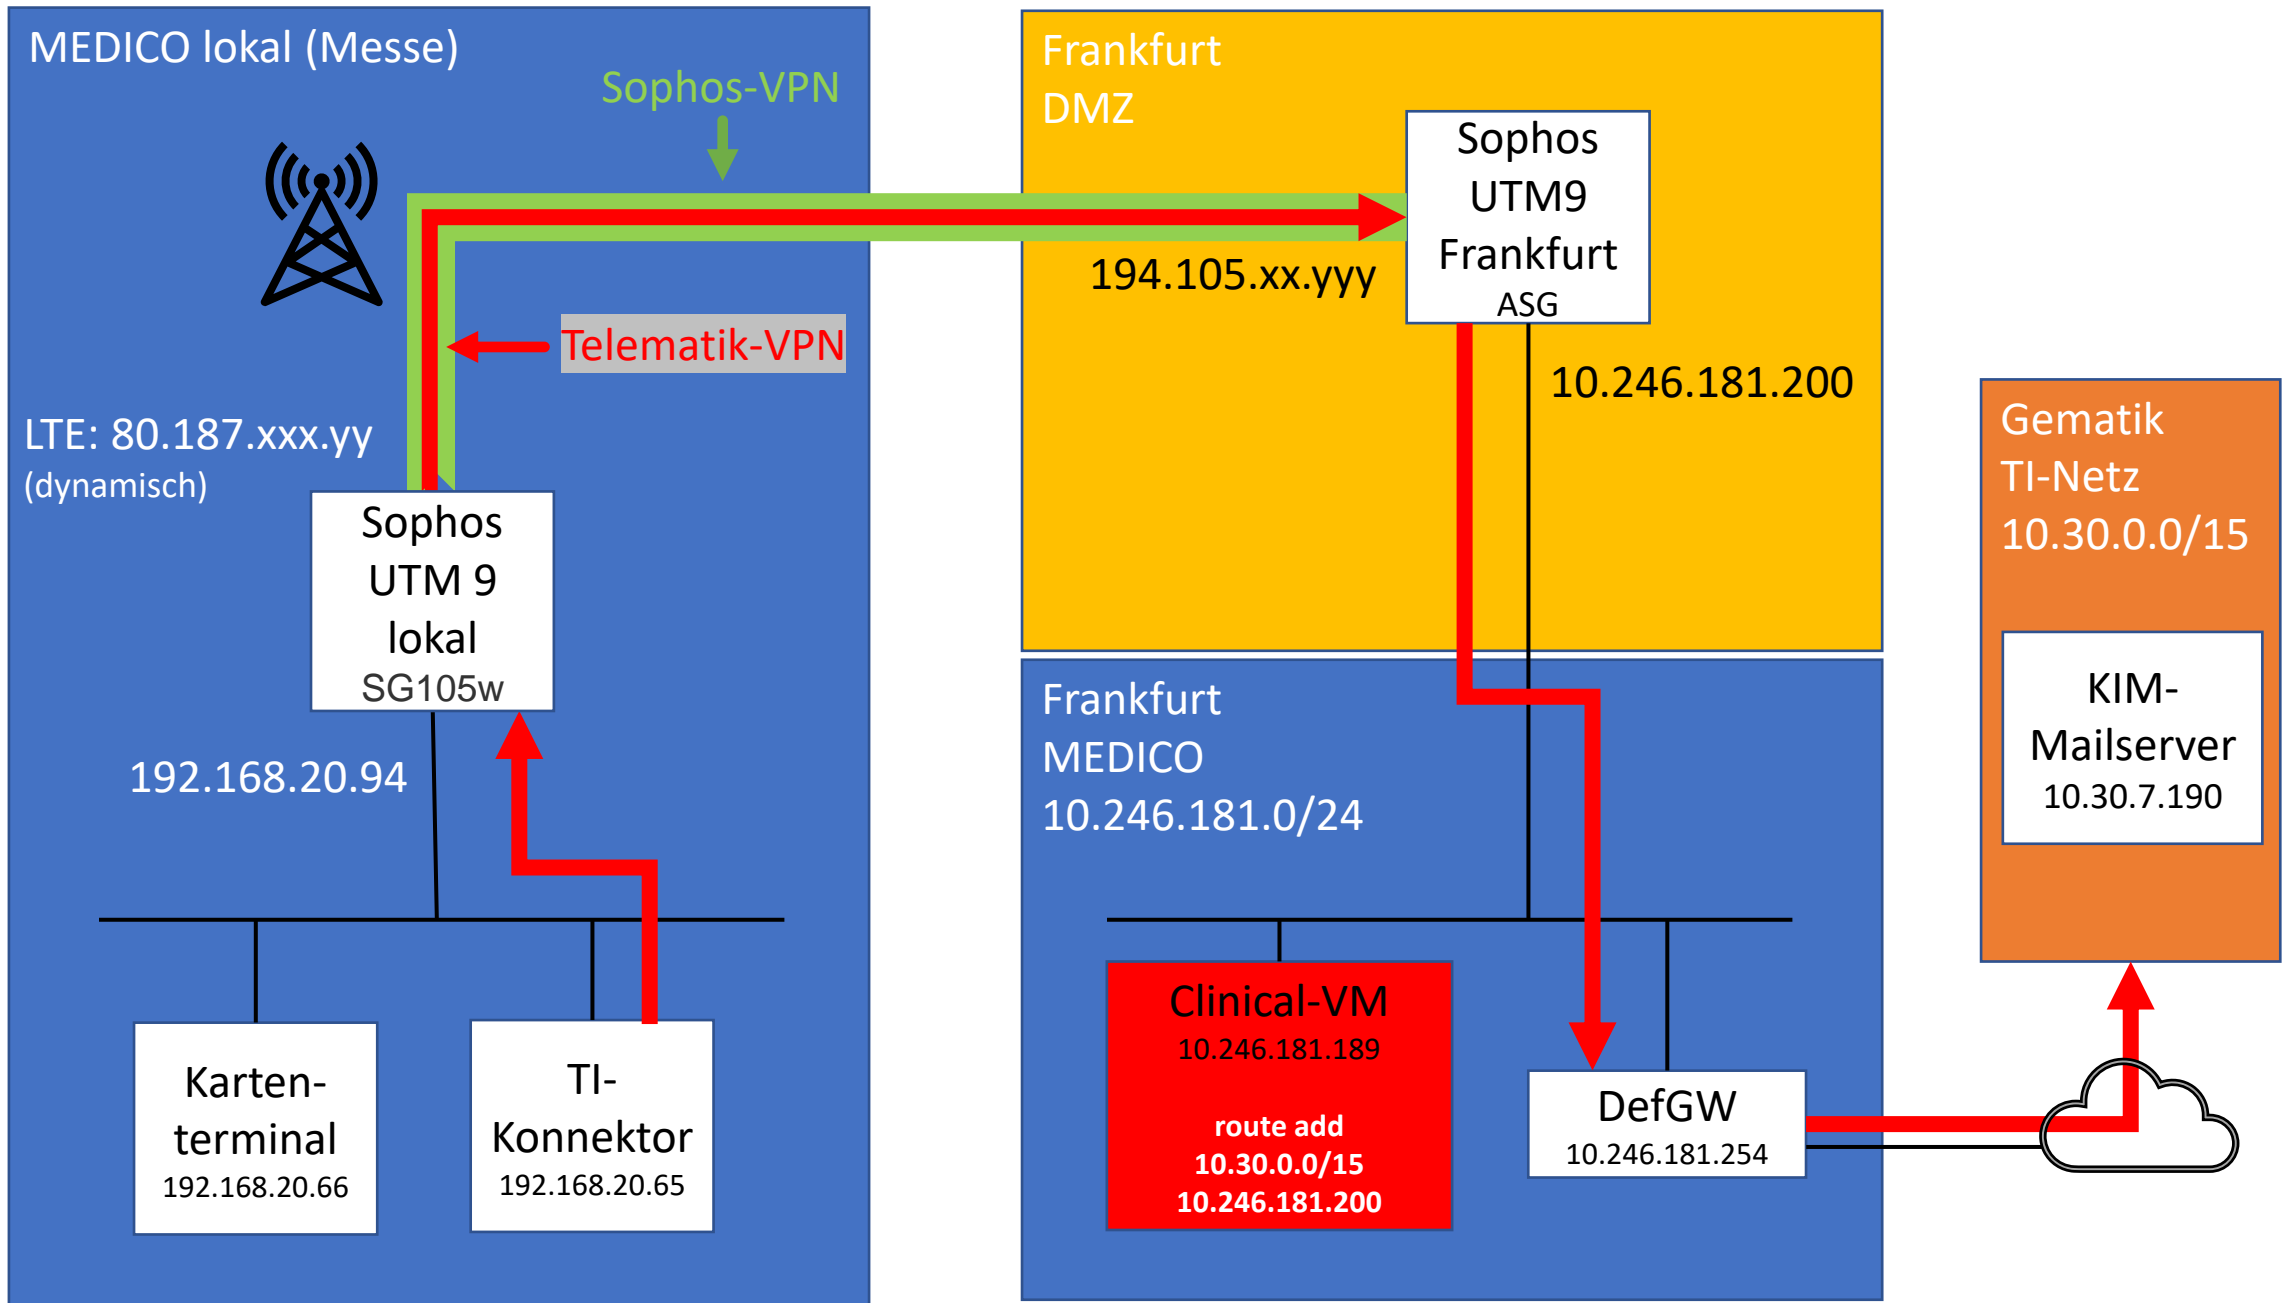 MEDICO lokal (Messe)
Sophos-VPN
Telematik-VPN
LTE: 80.187.xxx.yy
(dynamisch)
Sophos
UTM 9
lokal
SG105w
192.168.20.94
Karten-
terminal
192.168.20.66
TI-
Konnektor
192.168.20.65
Frankfurt
DMZ
Sophos
UTM9
Frankfurt
ASG
194.105.xx.yyy
10.246.181.200
Frankfurt
MEDICO
10.246.181.0/24
Clinical-VM
10.246.181.189
route add
10.30.0.0/15
10.246.181.200
DefGW
10.246.181.254
Gematik
TI-Netz
10.30.0.0/15
KIM-
Mailserver
10.30.7.190